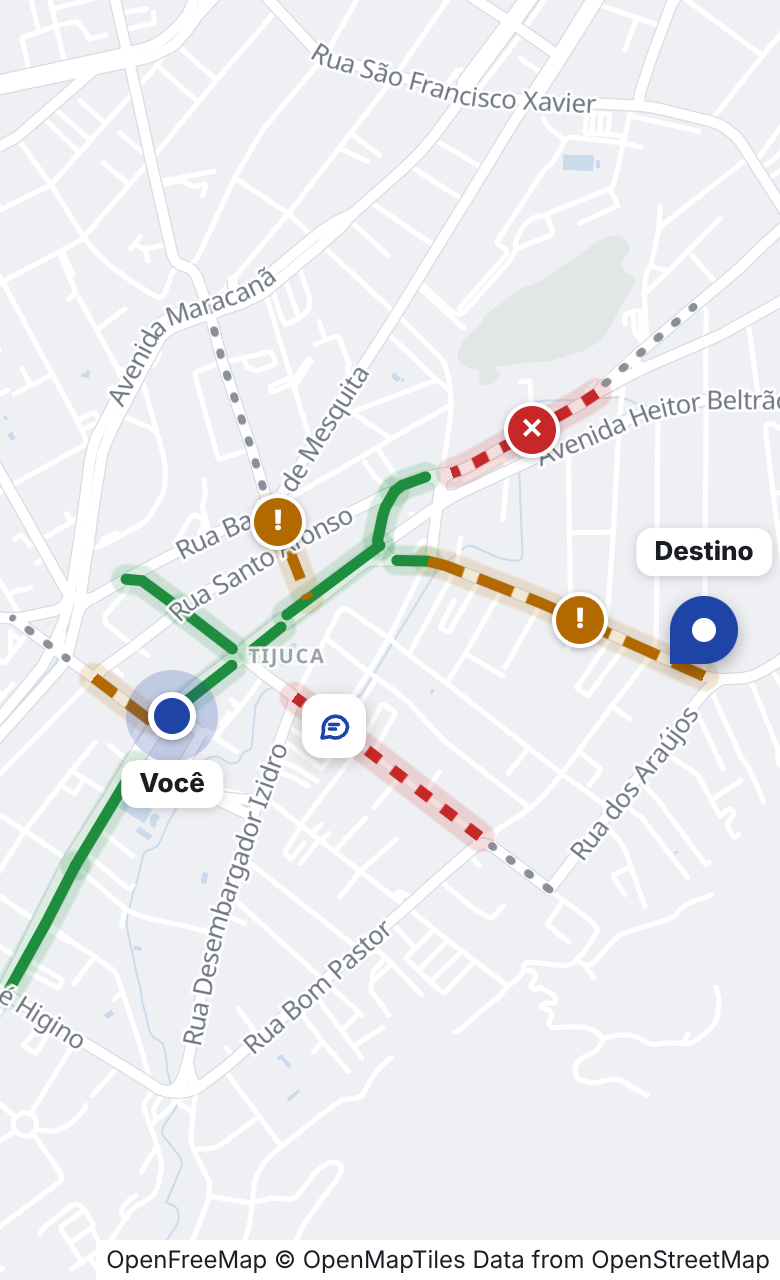 Rua São Francisco Xavier
Avenida Maracanã
de Mesquita
Rua Ba
Rua Santo Afonso
Avenida Heitor Beltrão
Destino
TIJUCA
Você
Rua Desembargador Izidro
Rua dos Araújos
Rua Bom Pastor
é Higino
OpenFreeMap © OpenMapTiles Data from OpenStreetMap